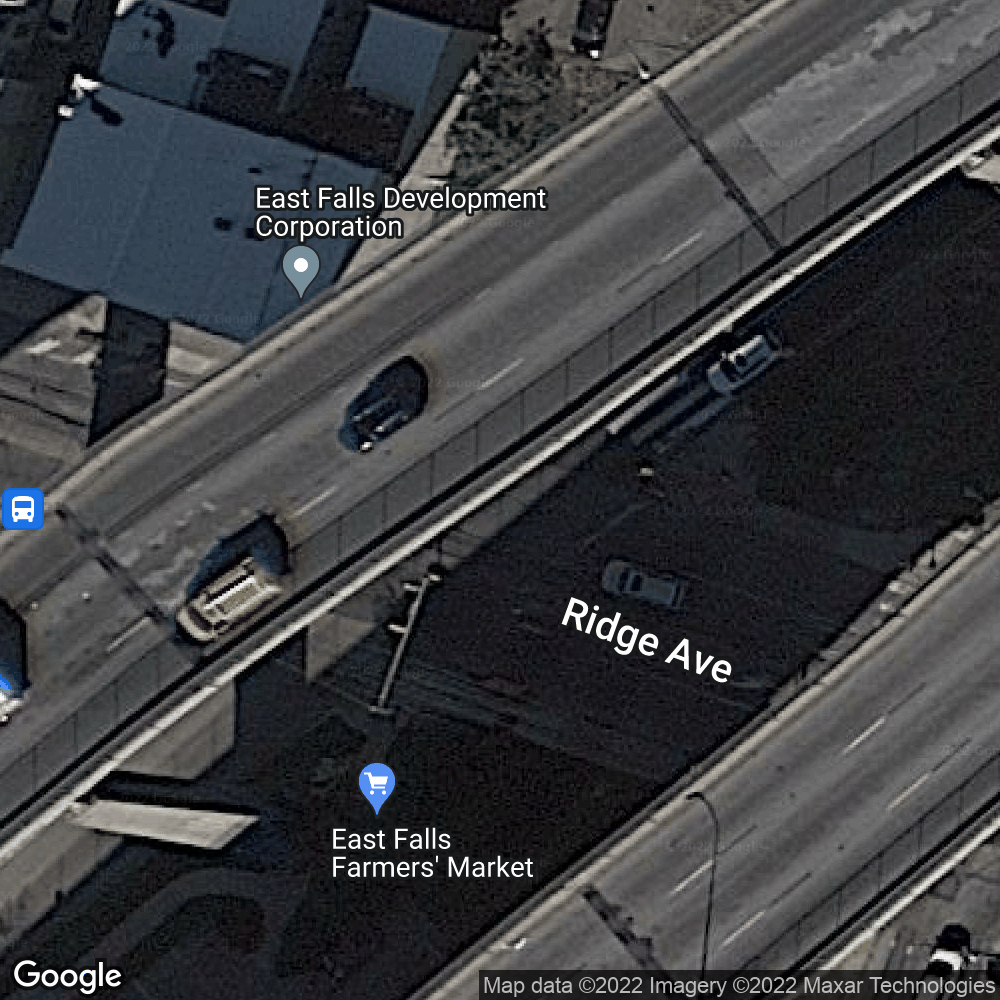 East Falls Development
Corporation
Ridge Ave
East Falls
Farmers' Market
Google
Map data ©2022 Imagery ©2022 Maxar Technologies